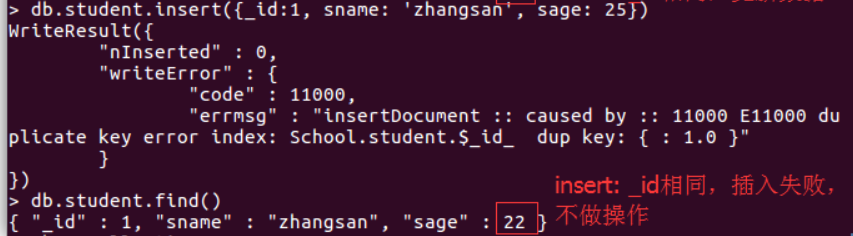 > db.student.insert({_id:1, sname: 'zhangsan', sage: 25})
WriteResult({
        "nInserted" : 0,
        "writeError" : {
                "code" : 11000,
                "errmsg" : "insertDocument :: caused by :: 11000 E11000 du
plicate key error index: School.student.$_id_  dup key: { : 1.0 }"
        }
})
> db.student.find()
{ "_id" : 1, "sname" : "zhangsan", "sage" : 22 }
insert: _id相同，插入失败，
不做操作